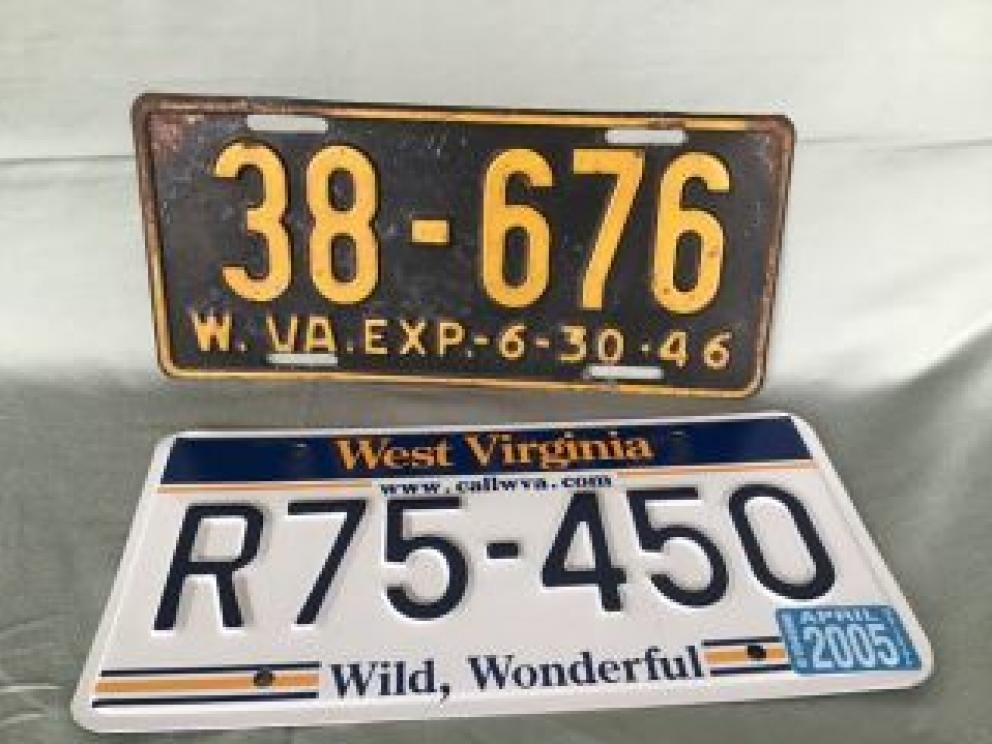 38-676
W. VA. EXP.-6-30-46
West Virginia
www.callwva.com
R75-450
APRIL
2005
Wild, Wonderful